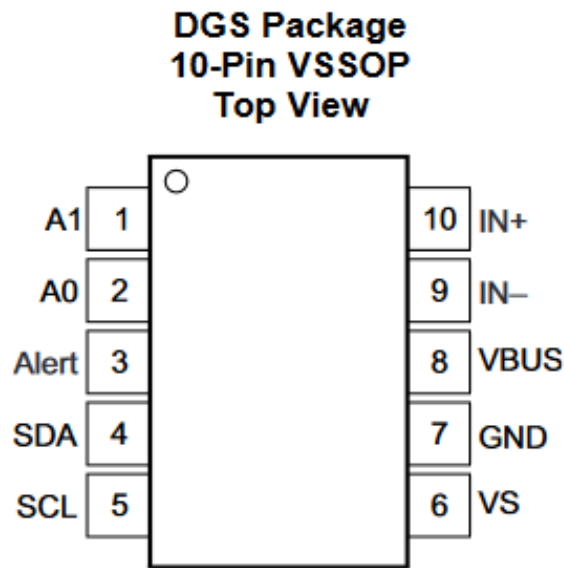 DGS Package
10-Pin VSSOP
Top View
A1 1 10 IN+
A0 2 9 IN–
Alert 3 8 VBUS
SDA 4 7 GND
SCL 5 6 VS